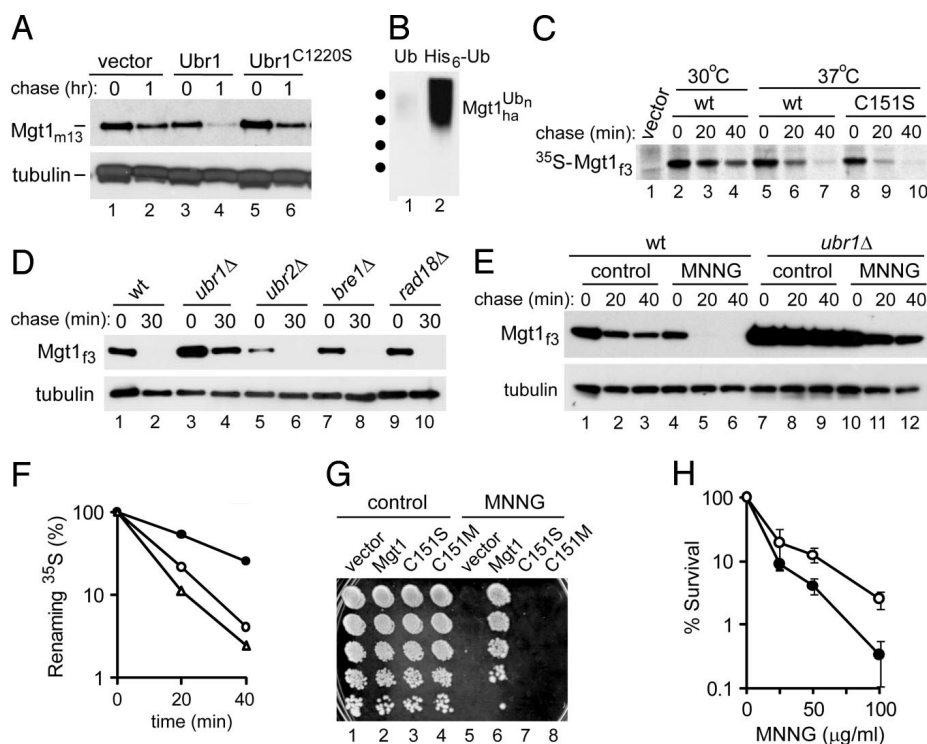 A
vector Ubr1 Ubr1C1220S
chase (hr): 0 1 0 1 0 1
Mgt1m13
tubulin
1 2 3 4 5 6
B
Ub His6-Ub
Mgt1haUbn
1 2
C
30°C 37°C
vector wt wt C151S
chase (min): 0 20 40 0 20 40 0 20 40
35S-Mgt1f3
1 2 3 4 5 6 7 8 9 10
D
wt ubr1Δ ubr2Δ bre1Δ rad18Δ
chase (min): 0 30 0 30 0 30 0 30 0 30
Mgt1f3
tubulin
1 2 3 4 5 6 7 8 9 10
E
wt ubr1Δ
control MNNG control MNNG
chase (min): 0 20 40 0 20 40 0 20 40 0 20 40
Mgt1f3
tubulin
1 2 3 4 5 6 7 8 9 10 11 12
F
Renaming 35S (%)
100
10
1
0 20 40
time (min)
G
control MNNG
vector Mgt1 C151S C151M vector Mgt1 C151S C151M
1 2 3 4 5 6 7 8
H
% Survival
100
10
1
0.1
0 50 100
MNNG (μg/ml)